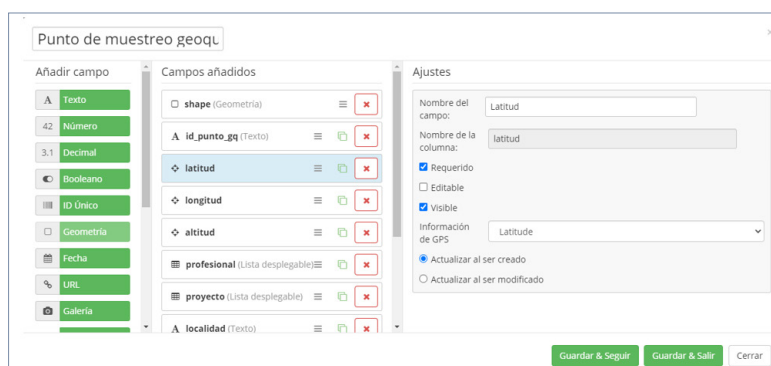 Punto de muestreo geoqu
×
Añadir campo
A Texto
42 Número
3.1 Decimal
Booleano
ID Único
Geometría
Fecha
URL
Galería
Campos añadidos
shape (Geometría)
A id_punto_gq (Texto)
latitud
longitud
altitud
profesional (Lista desplegable)
proyecto (Lista desplegable)
A localidad (Texto)
Ajustes
Nombre del campo: Latitud
Nombre de la columna: latitud
Requerido
Editable
Visible
Información de GPS Latitude
Actualizar al ser creado
Actualizar al ser modificado
Guardar & Seguir
Guardar & Salir
Cerrar